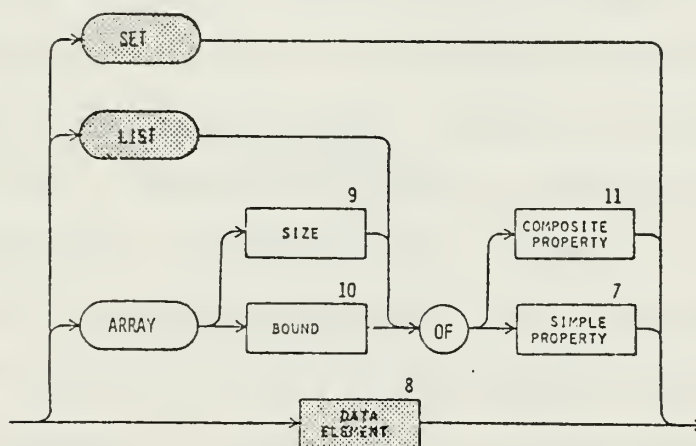 SET
LIST
9
SIZE
11
COMPOSITE
PROPERTY
ARRAY
10
BOUND
OF
7
SIMPLE
PROPERTY
8
DATA
ELEMENT